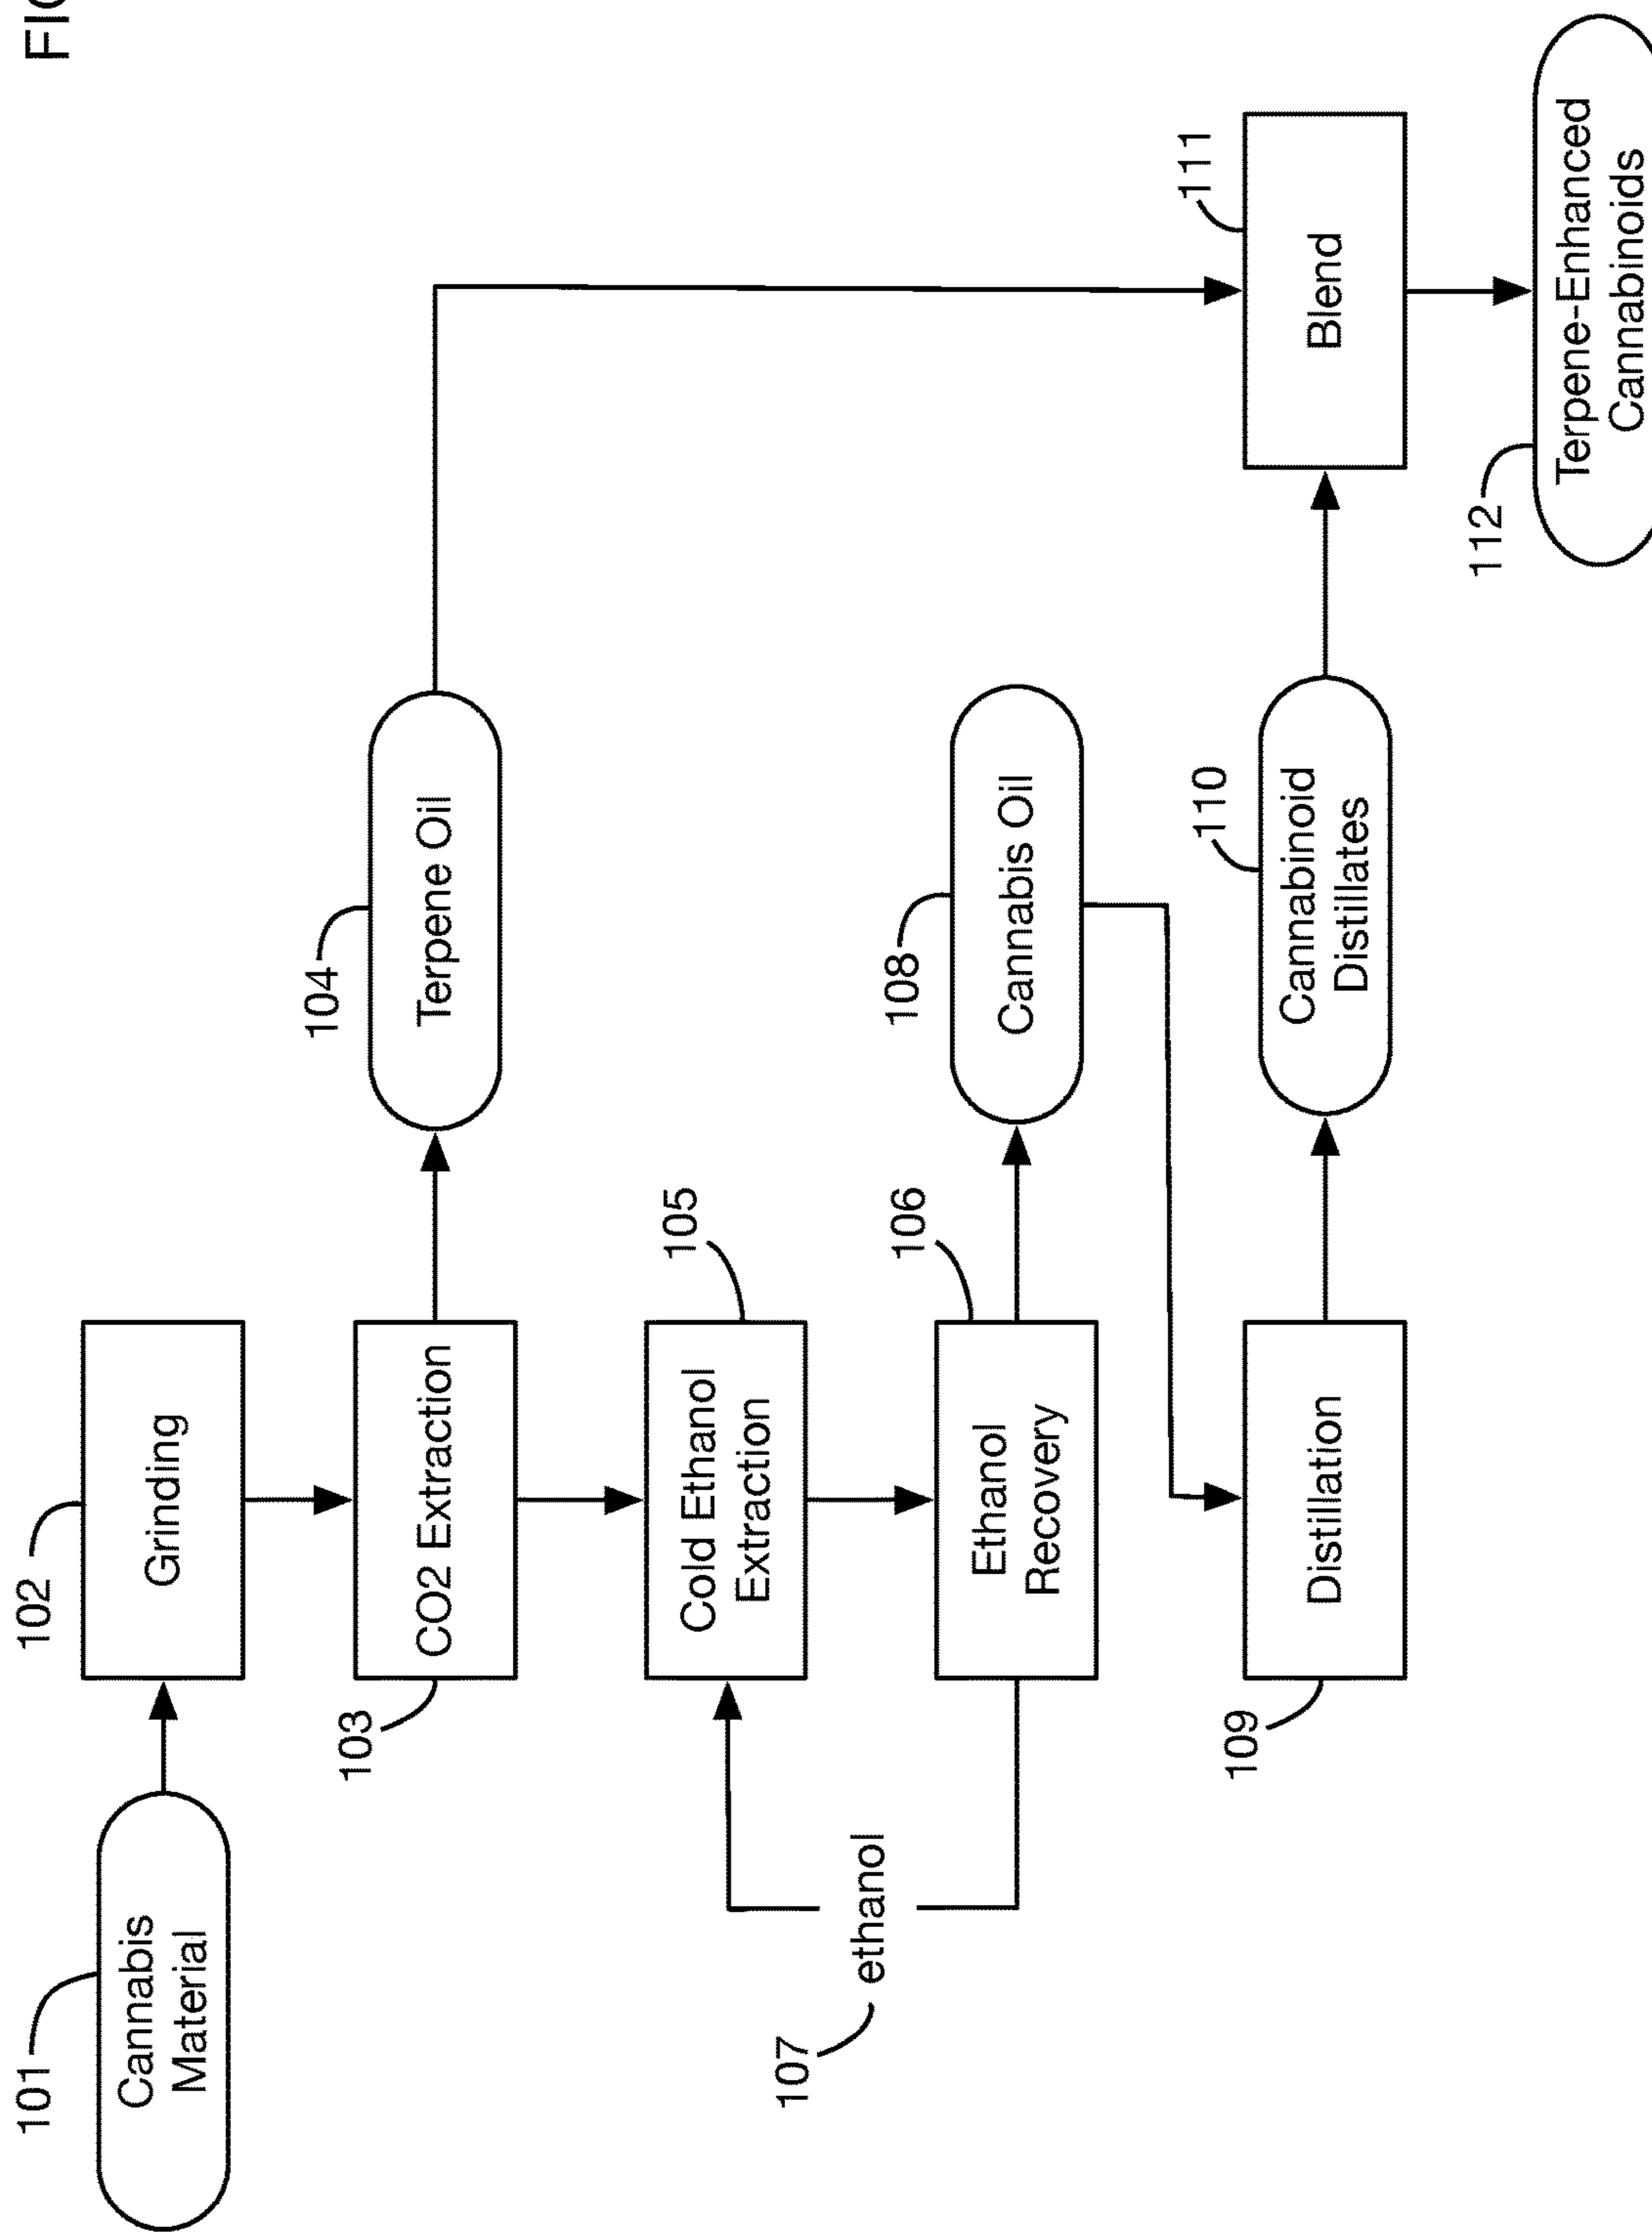 FIG
101
Cannabis
Material
102
Grinding
103
CO2 Extraction
104
Terpene Oil
105
Cold Ethanol
Extraction
107
ethanol
106
Ethanol
Recovery
108
Cannabis Oil
109
Distillation
110
Cannabinoid
Distillates
111
Blend
112
Terpene-Enhanced
Cannabinoids